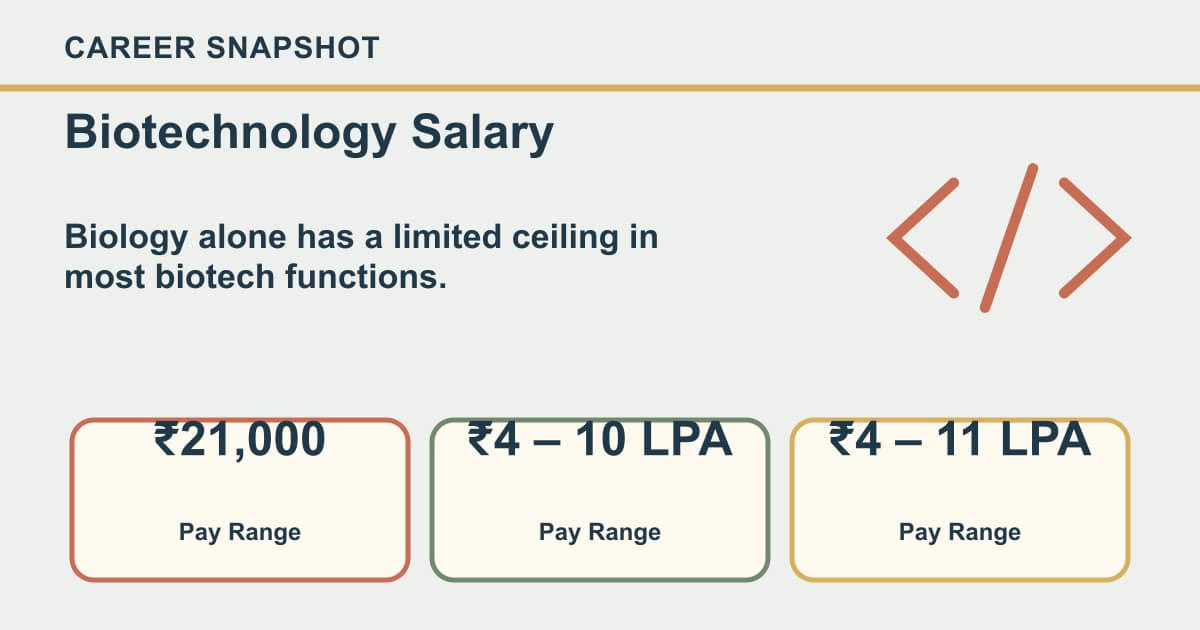 CAREER SNAPSHOT
Biotechnology Salary
Biology alone has a limited ceiling in
most biotech functions.
₹21,000
₹4 – 10 LPA
₹4 – 11 LPA
Pay Range
Pay Range
Pay Range